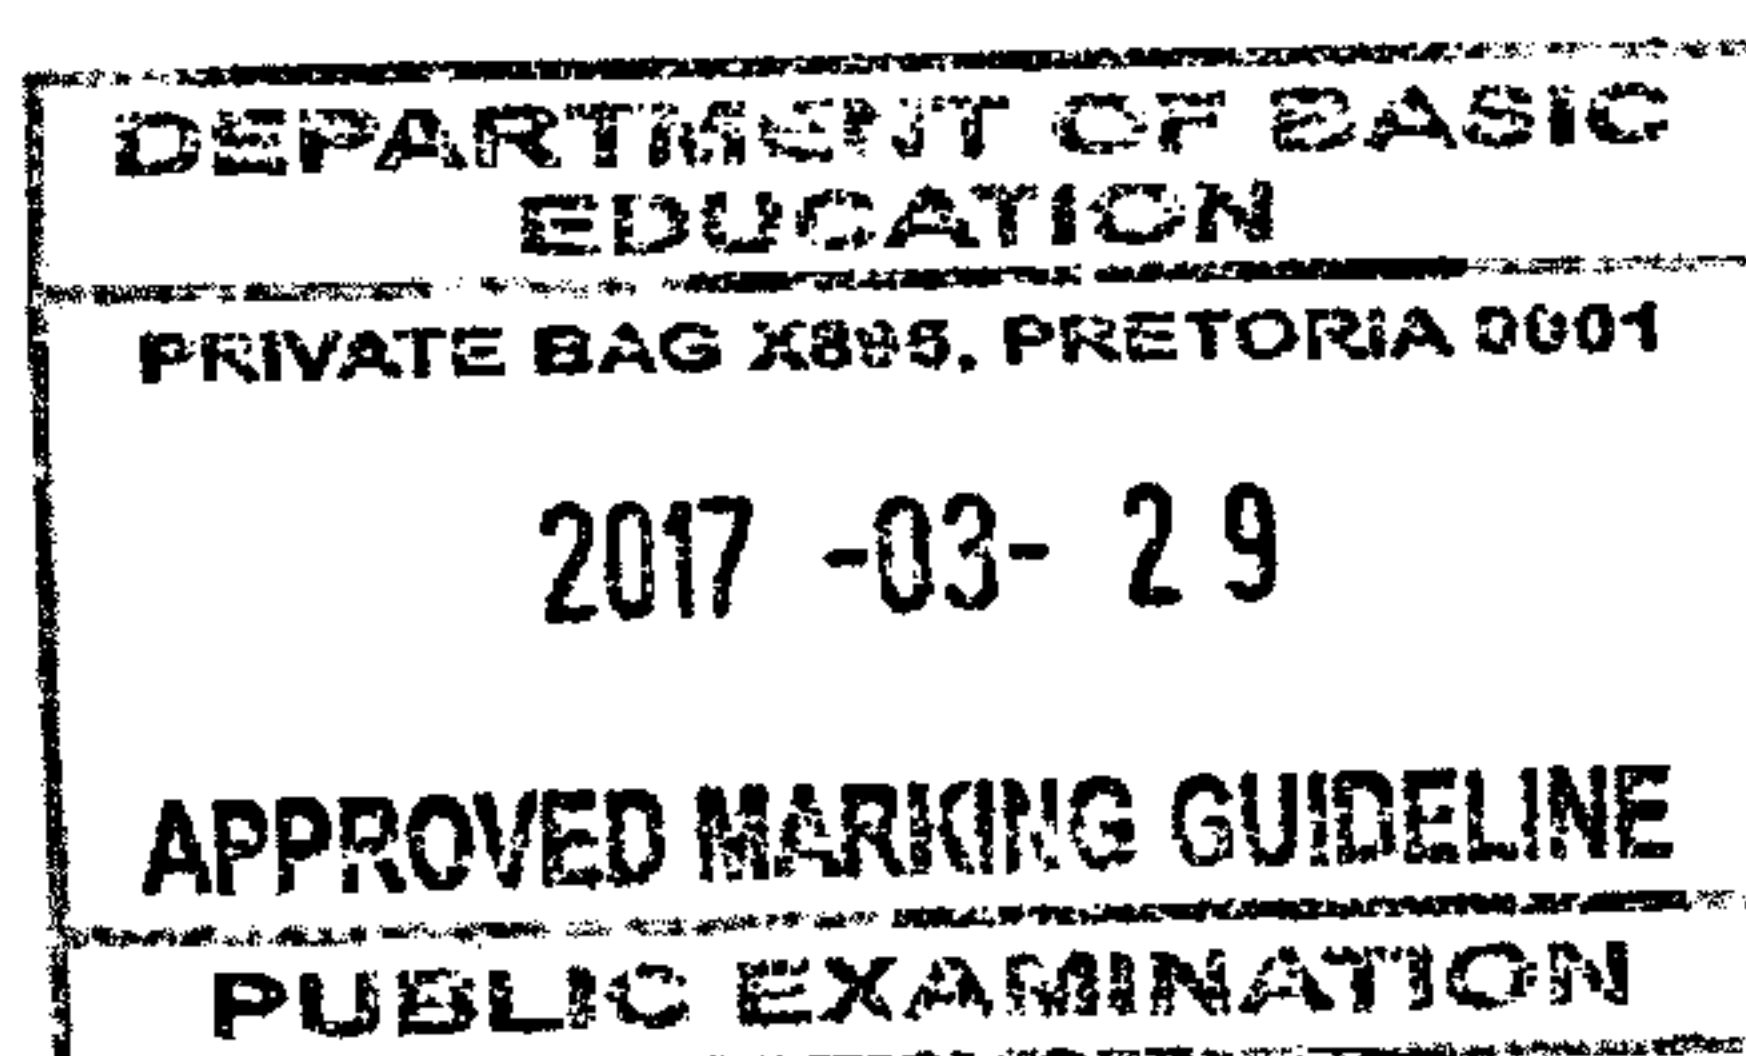 DEPARTMENT OF BASIC
EDUCATION
PRIVATE BAG X895, PRETORIA 0001
2017 -03- 29
APPROVED MARKING GUIDELINE
PUBLIC EXAMINATION